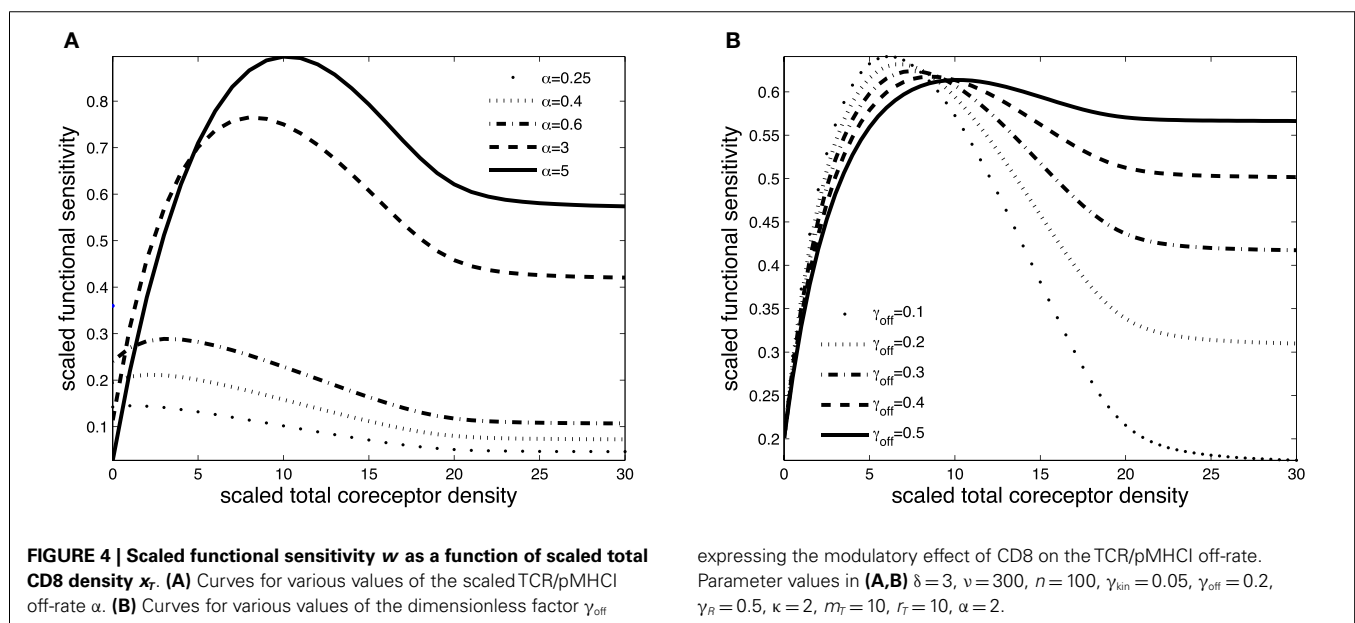 A
scaled functional sensitivity
0.8
0.7
0.6
0.5
0.4
0.3
0.2
0.1
0 5 10 15 20 25 30
scaled total coreceptor density
α=0.25
α=0.4
α=0.6
α=3
α=5
B
scaled functional sensitivity
0.6
0.55
0.5
0.45
0.4
0.35
0.3
0.25
0.2
0 5 10 15 20 25 30
scaled total coreceptor density
γoff=0.1
γoff=0.2
γoff=0.3
γoff=0.4
γoff=0.5
FIGURE 4 | Scaled functional sensitivity w as a function of scaled total
CD8 density xT. (A) Curves for various values of the scaled TCR/pMHCI
off-rate α. (B) Curves for various values of the dimensionless factor γoff
expressing the modulatory effect of CD8 on the TCR/pMHCI off-rate.
Parameter values in (A,B) δ = 3, ν = 300, n = 100, γkin = 0.05, γoff = 0.2,
γR = 0.5, κ = 2, mT = 10, rT = 10, α = 2.